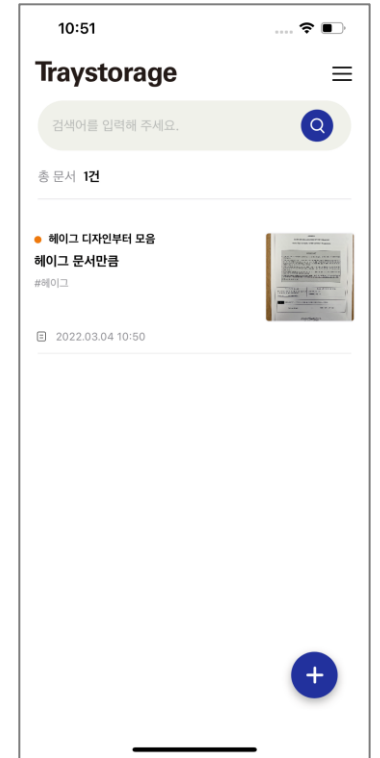 10:51
Traystorage
검색어를 입력해 주세요.
총 문서 1건
헤이그 디자인부터 모음
헤이그 문서만큼
#헤이그
2022.03.04 10:50